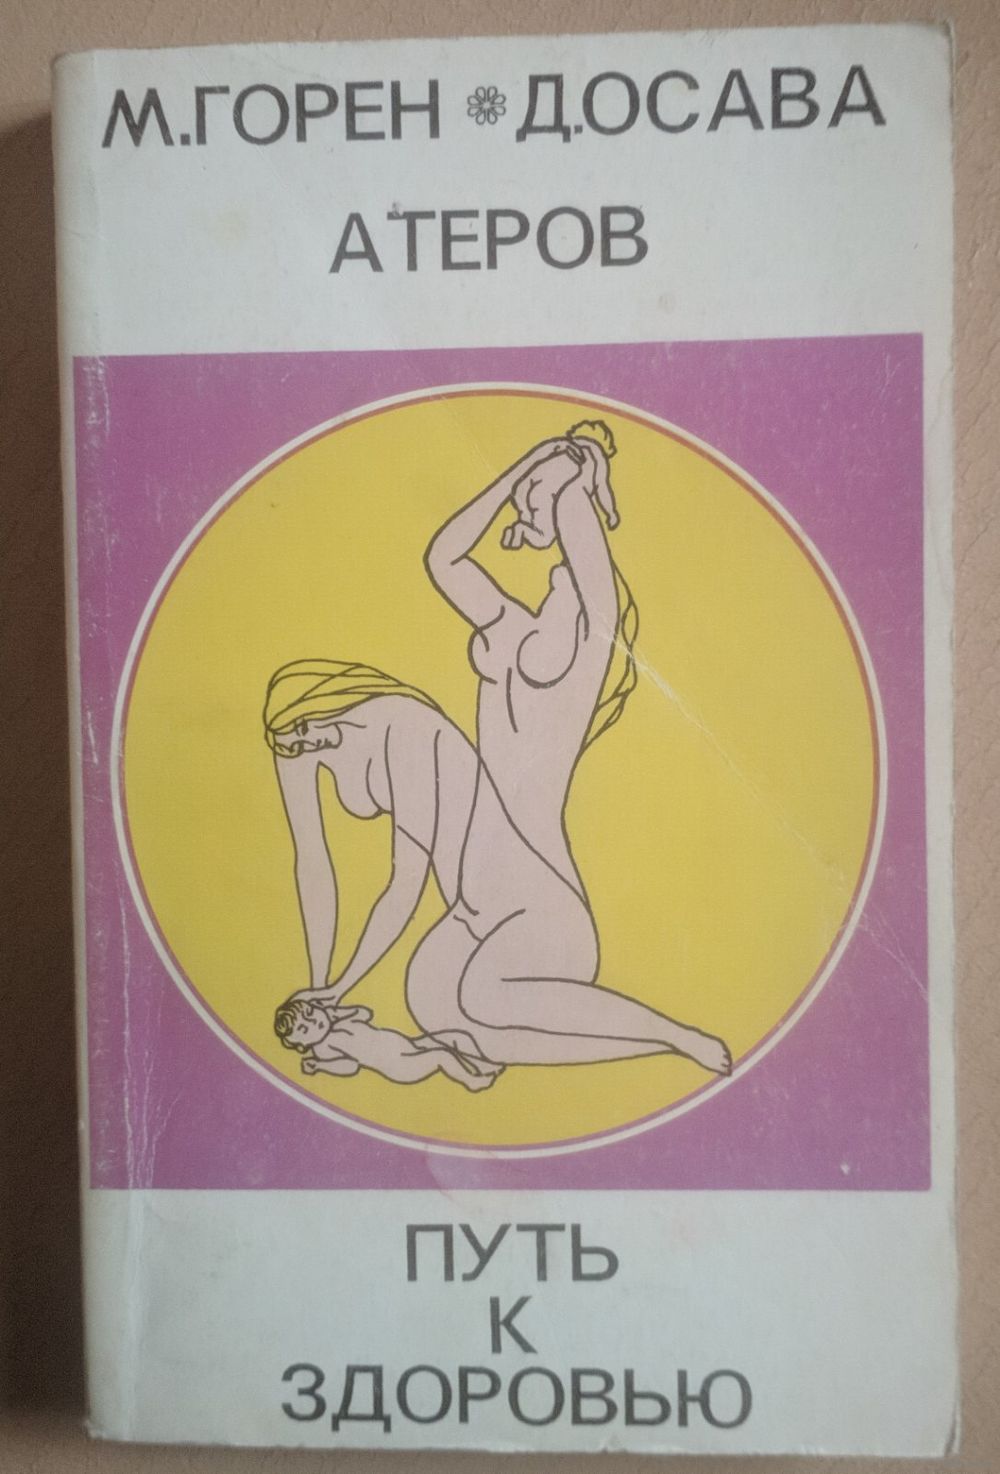 М.ГОРЕН Д.ОСАВА
А ТЕРОВ
ПУТЬ
К
ЗДОРОВЬЮ